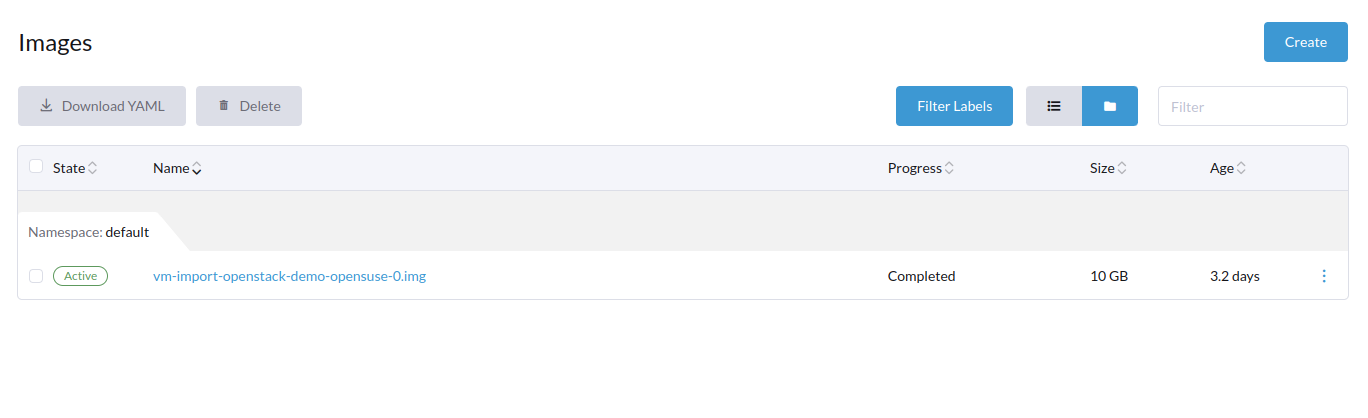 Images
Create
Download YAML Delete Filter Labels Filter
State Name Progress Size Age
Namespace: default
Active vm-import-openstack-demo-opensuse-0.img Completed 10 GB 3.2 days